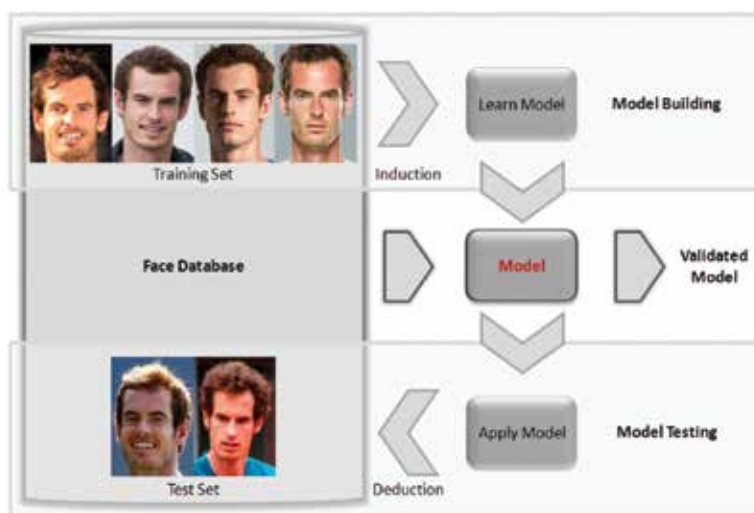 Learn Model
Model Building
Training Set
Induction
Face Database
Model
Validated
Model
Apply Model
Model Testing
Test Set
Deduction